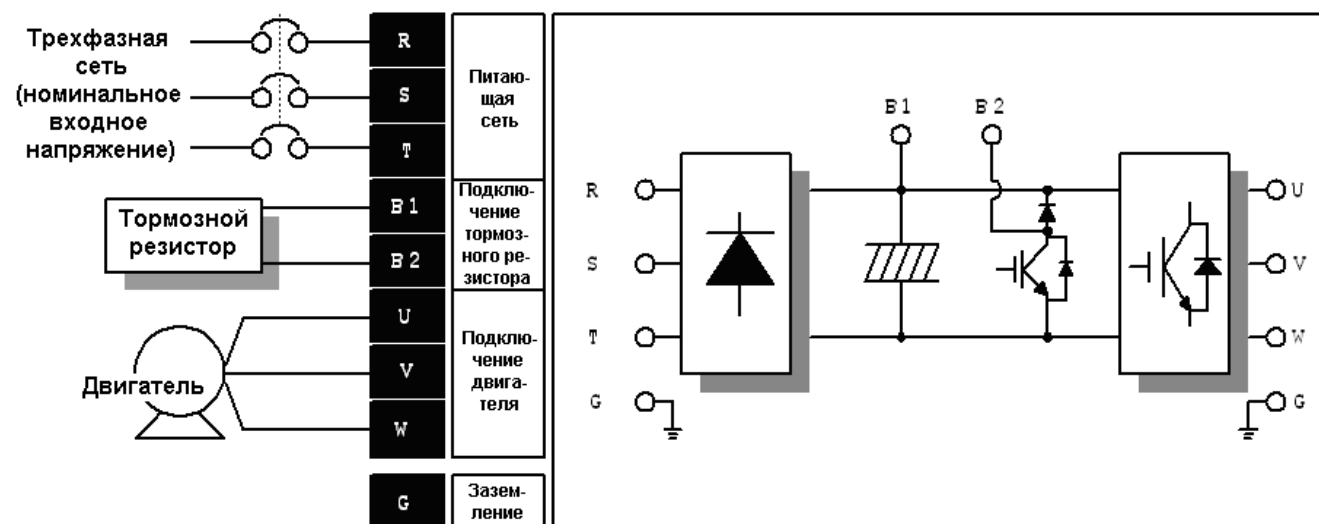 Трехфазная
сеть
(номинальное
входное
напряжение)
R
S
T
Питаю-
щая
сеть
Тормозной
резистор
B1
B2
Подклю-
чение
тормоз-
ного ре-
зистора
Двигатель
U
V
W
Подклю-
чение
двига-
теля
G
Зазем-
ление
B1
B2
R
S
T
G
U
V
W
G